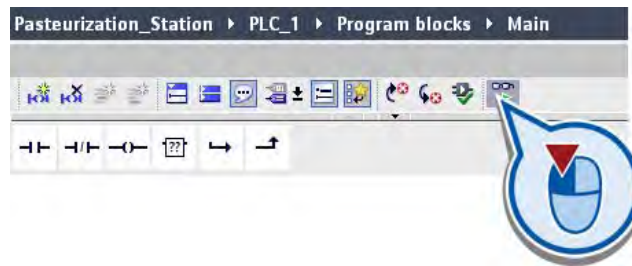 Pasteurization_Station ▸ PLC_1 ▸ Program blocks ▸ Main
??